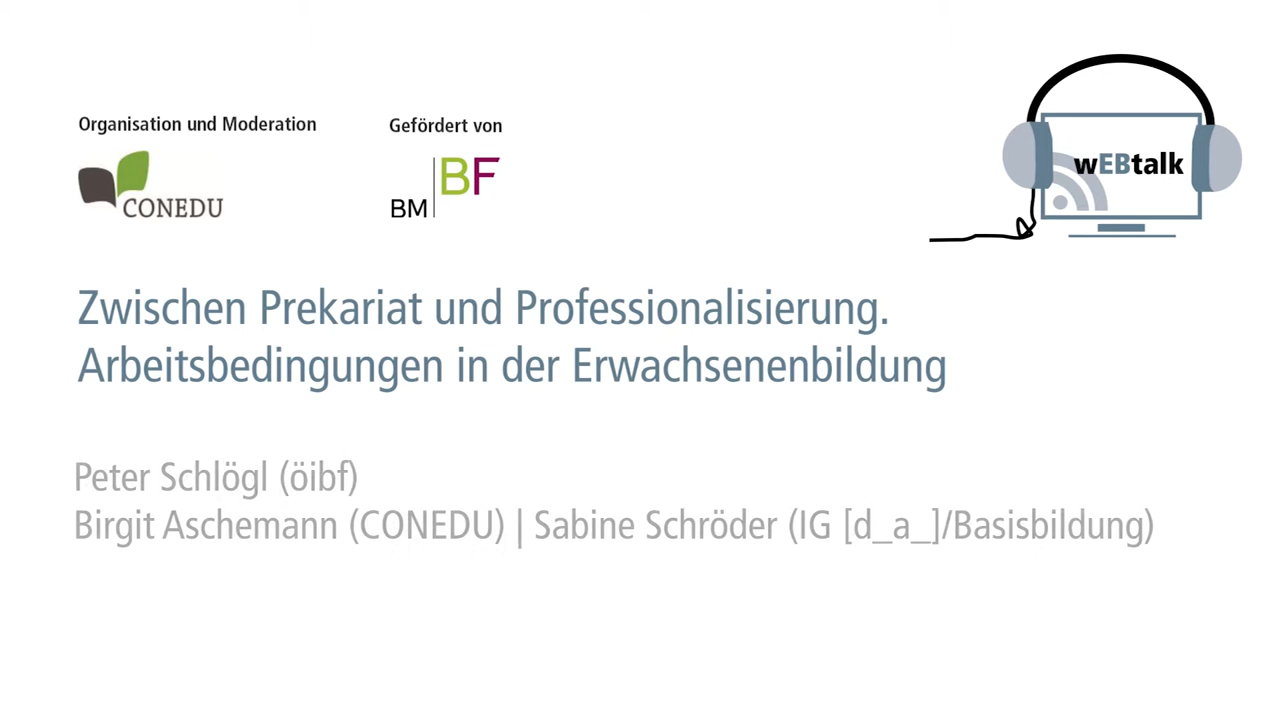 Organisation und Moderation
Gefördert von
CONEDU
BM BF
wEBtalk
Zwischen Prekariat und Professionalisierung.
Arbeitsbedingungen in der Erwachsenenbildung
Peter Schlögl (öibf)
Birgit Aschemann (CONEDU) | Sabine Schröder (IG [d_a_]/Basisbildung)